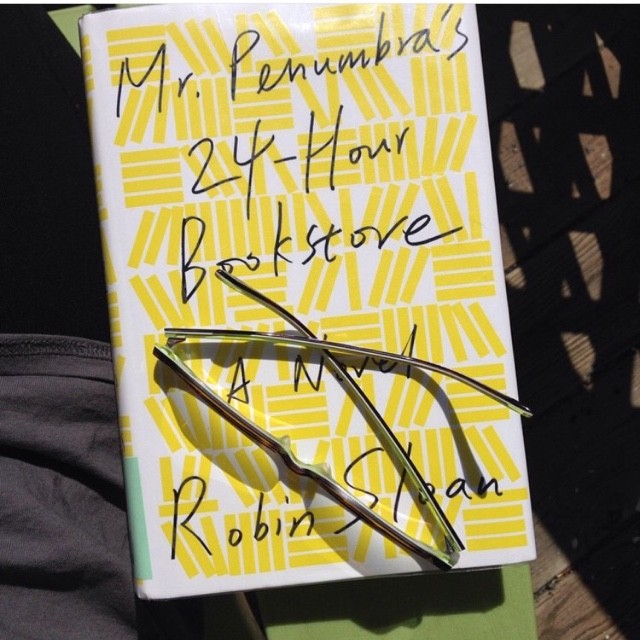 Mr. Penumbra's
24-Hour
Bookstore
A Novel
Robin Sloan